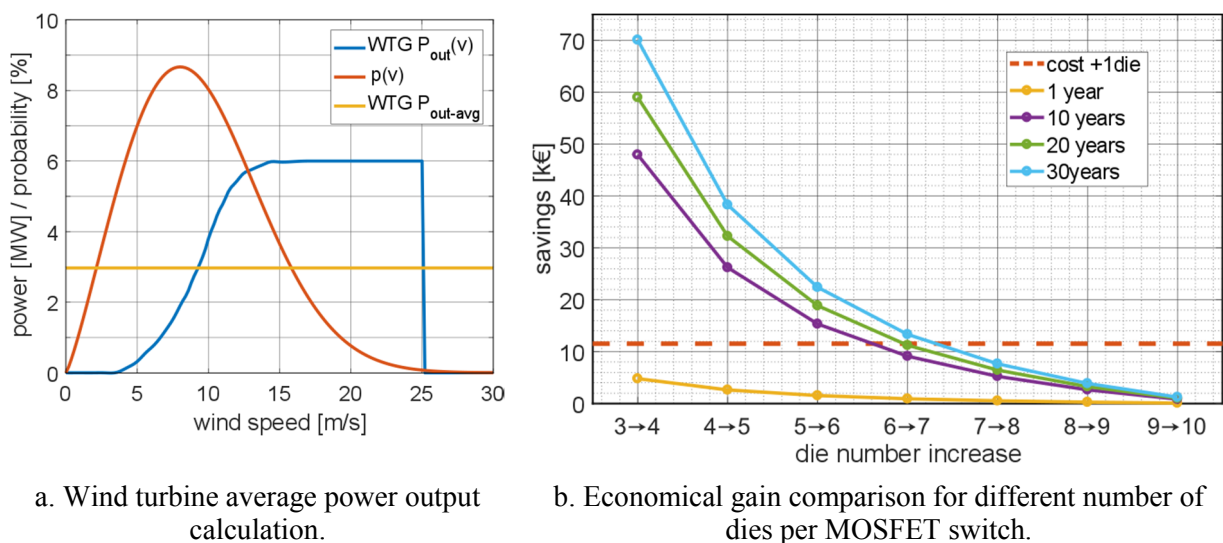 power [MW] / probability [%]
10
8
6
4
2
0
0 5 10 15 20 25 30
wind speed [m/s]
WTG P_out(v)
p(v)
WTG P_out-avg
a. Wind turbine average power output
calculation.
savings [k€]
70
60
50
40
30
20
10
0
3→4 4→5 5→6 6→7 7→8 8→9 9→10
die number increase
cost +1die
1 year
10 years
20 years
30years
b. Economical gain comparison for different number of
dies per MOSFET switch.